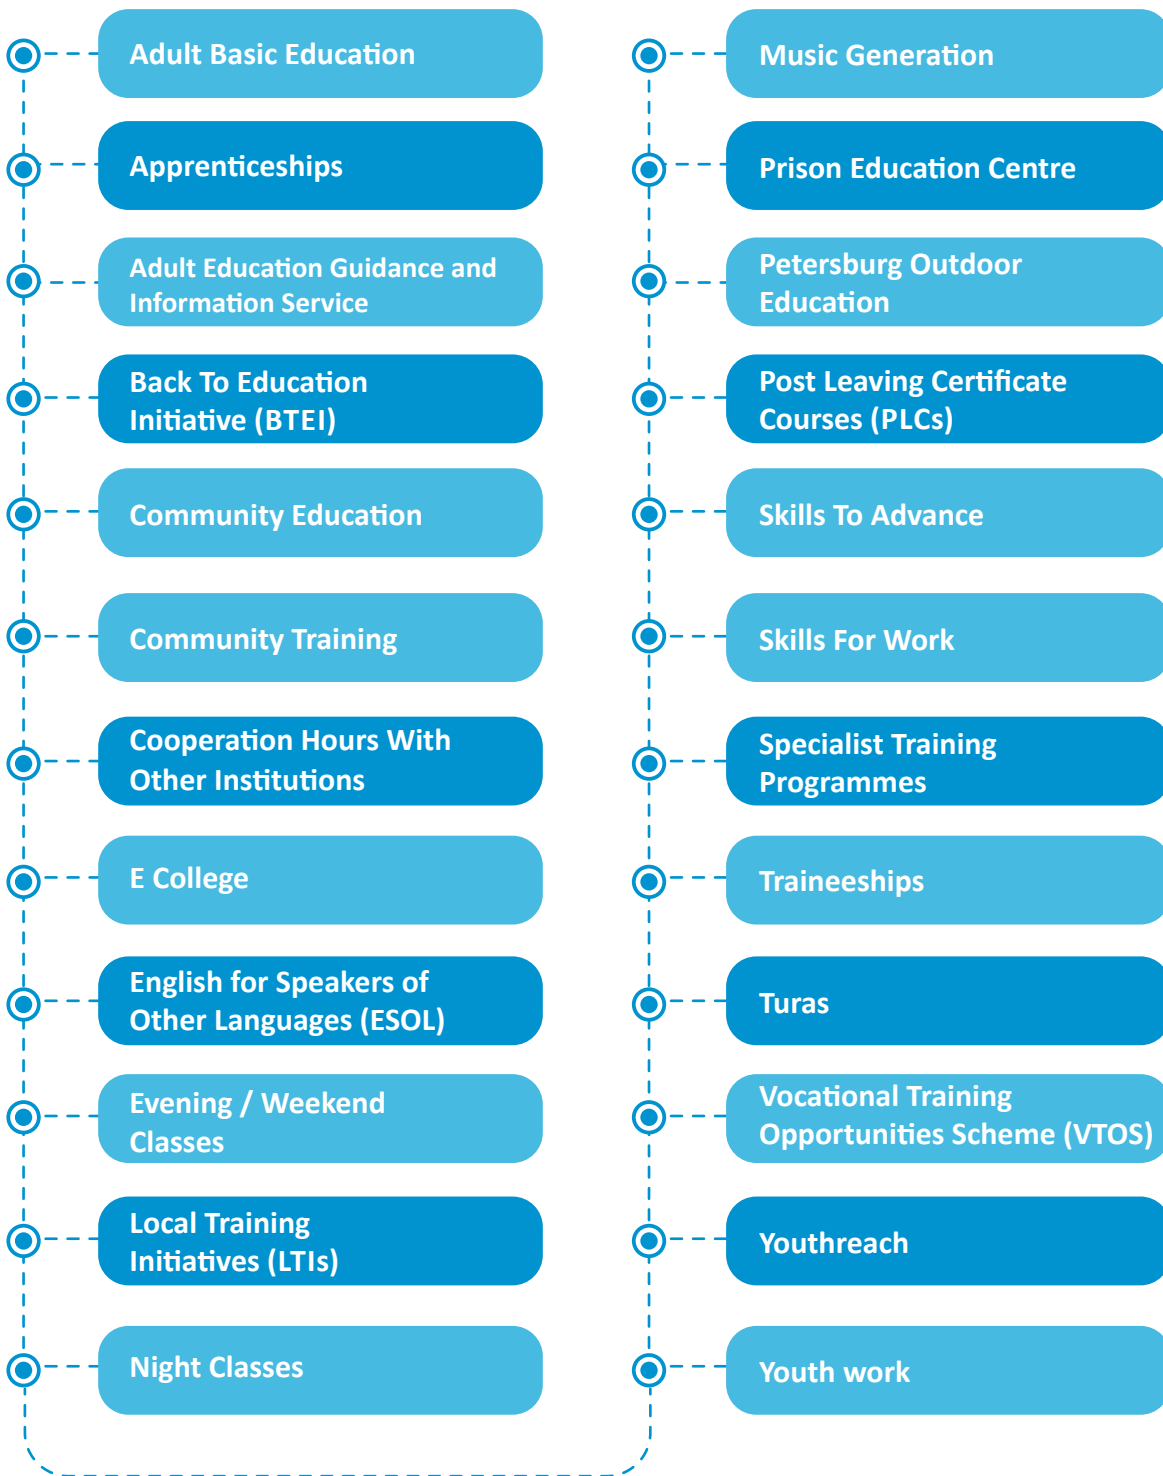 Adult Basic Education
Apprenticeships
Adult Education Guidance and
Information Service
Back To Education
Initiative (BTEI)
Community Education
Community Training
Cooperation Hours With
Other Institutions
E College
English for Speakers of
Other Languages (ESOL)
Evening / Weekend
Classes
Local Training
Initiatives (LTIs)
Night Classes
Music Generation
Prison Education Centre
Petersburg Outdoor
Education
Post Leaving Certificate
Courses (PLCs)
Skills To Advance
Skills For Work
Specialist Training
Programmes
Traineeships
Turas
Vocational Training
Opportunities Scheme (VTOS)
Youthreach
Youth work